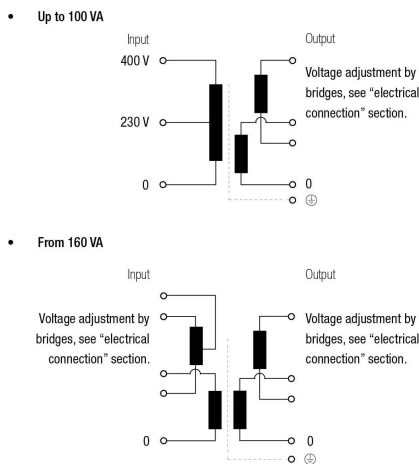 • Up to 100 VA
Input
Output
400 V
230 V
0
Voltage adjustment by
bridges, see “electrical
connection” section.
0
• From 160 VA
Input
Output
Voltage adjustment by
bridges, see “electrical
connection” section.
0
Voltage adjustment by
bridges, see “electrical
connection” section.
0